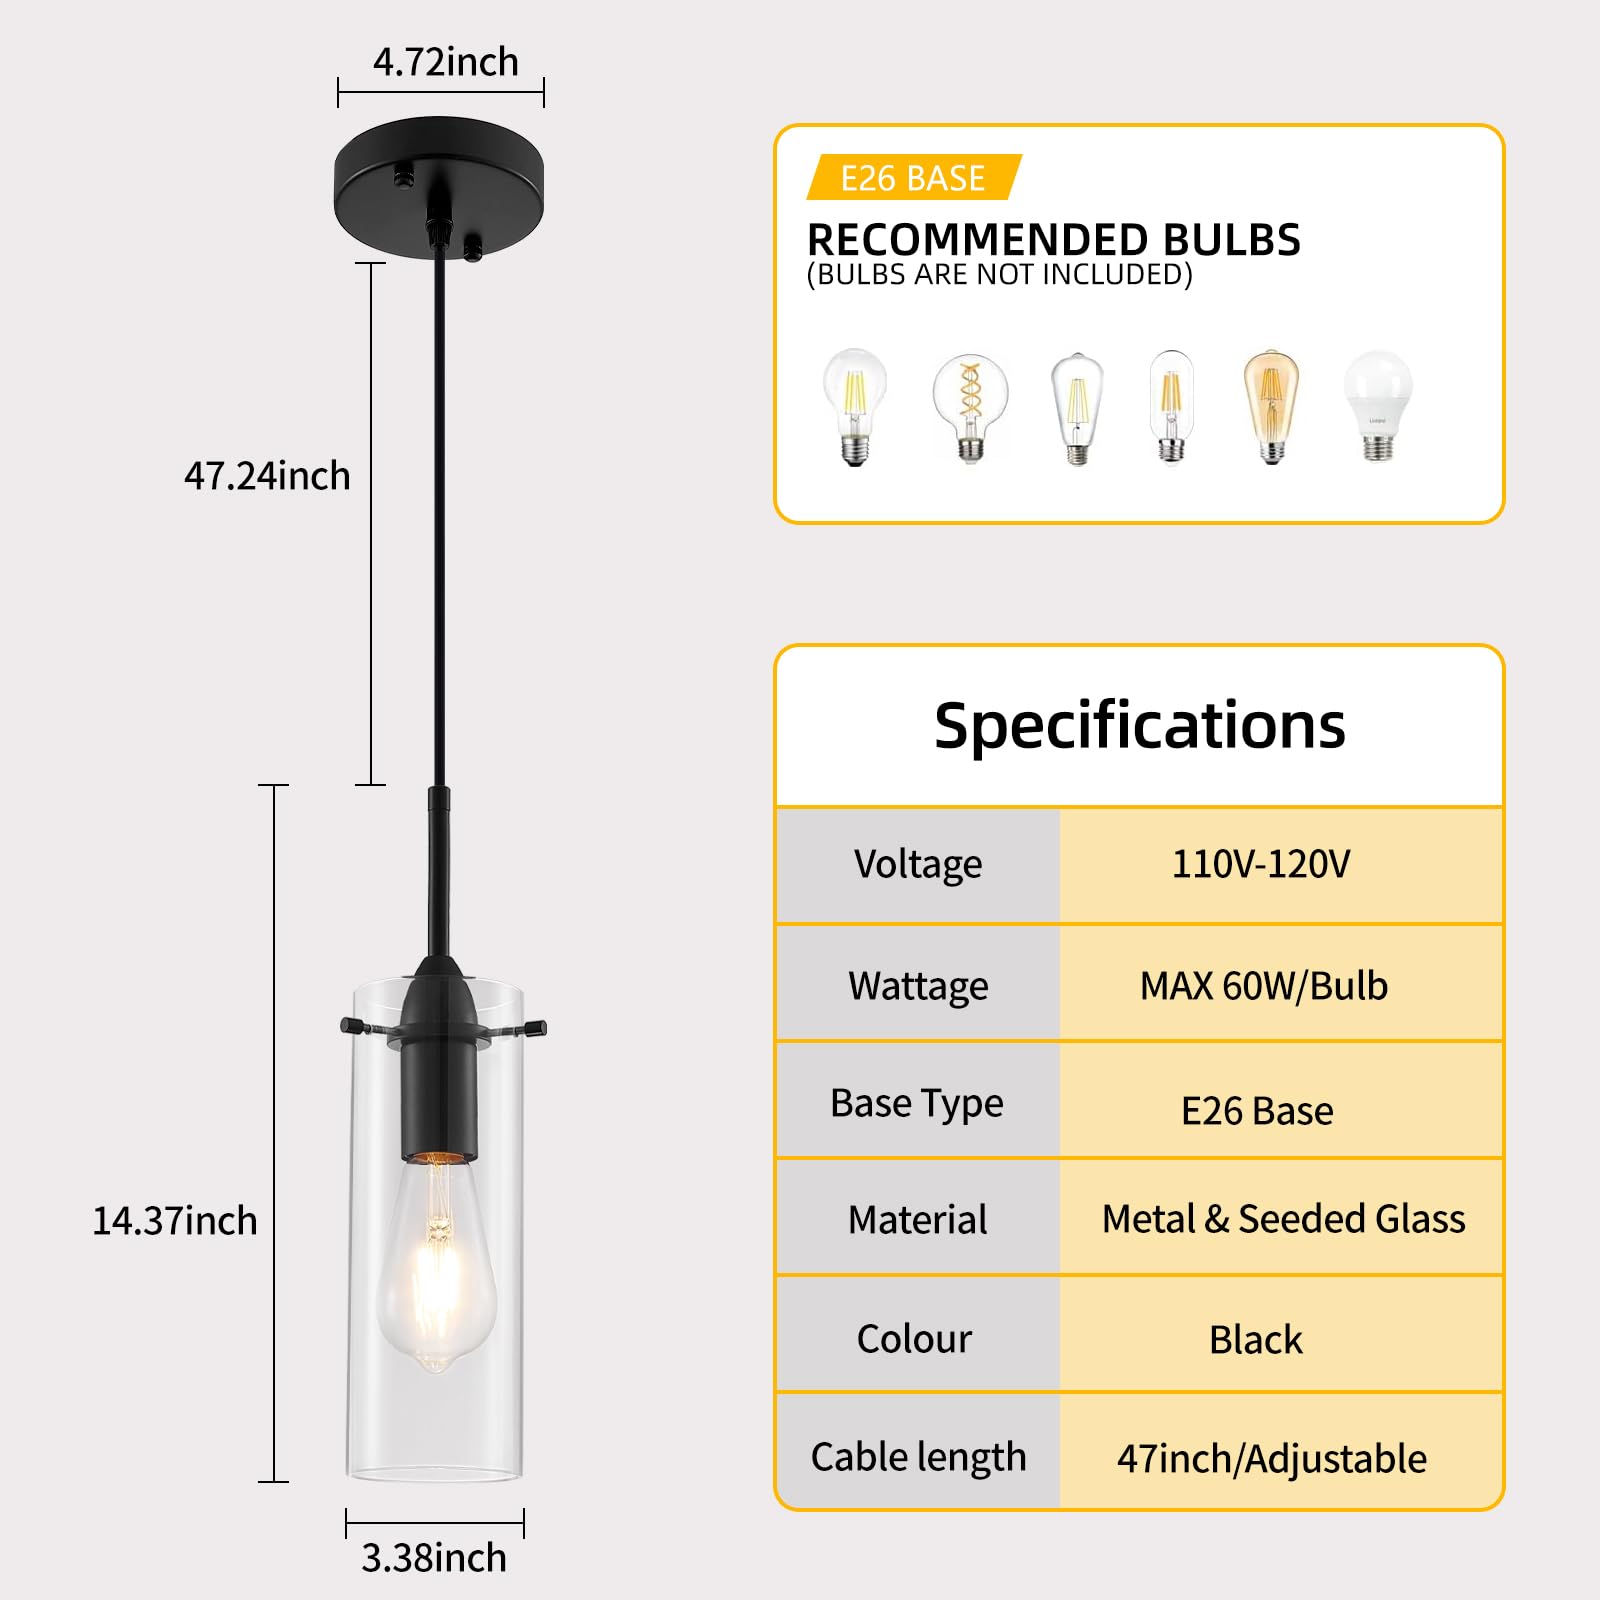 4.72inch
47.24inch
14.37inch
3.38inch
E26 BASE
RECOMMENDED BULBS
(BULBS ARE NOT INCLUDED)
Specifications
Voltage 110V-120V
Wattage MAX 60W/Bulb
Base Type E26 Base
Material Metal & Seeded Glass
Colour Black
Cable length 47inch/Adjustable